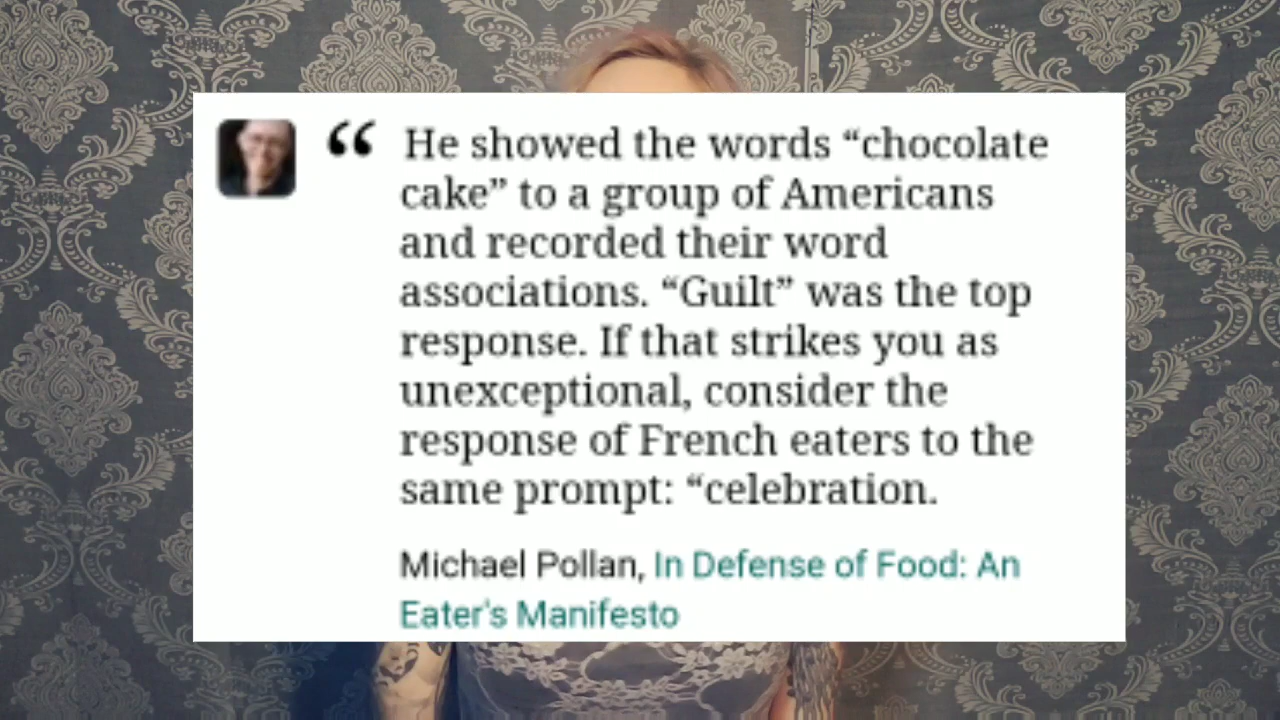 “ He showed the words “chocolate
cake” to a group of Americans
and recorded their word
associations. “Guilt” was the top
response. If that strikes you as
unexceptional, consider the
response of French eaters to the
same prompt: “celebration.
Michael Pollan, In Defense of Food: An
Eater's Manifesto